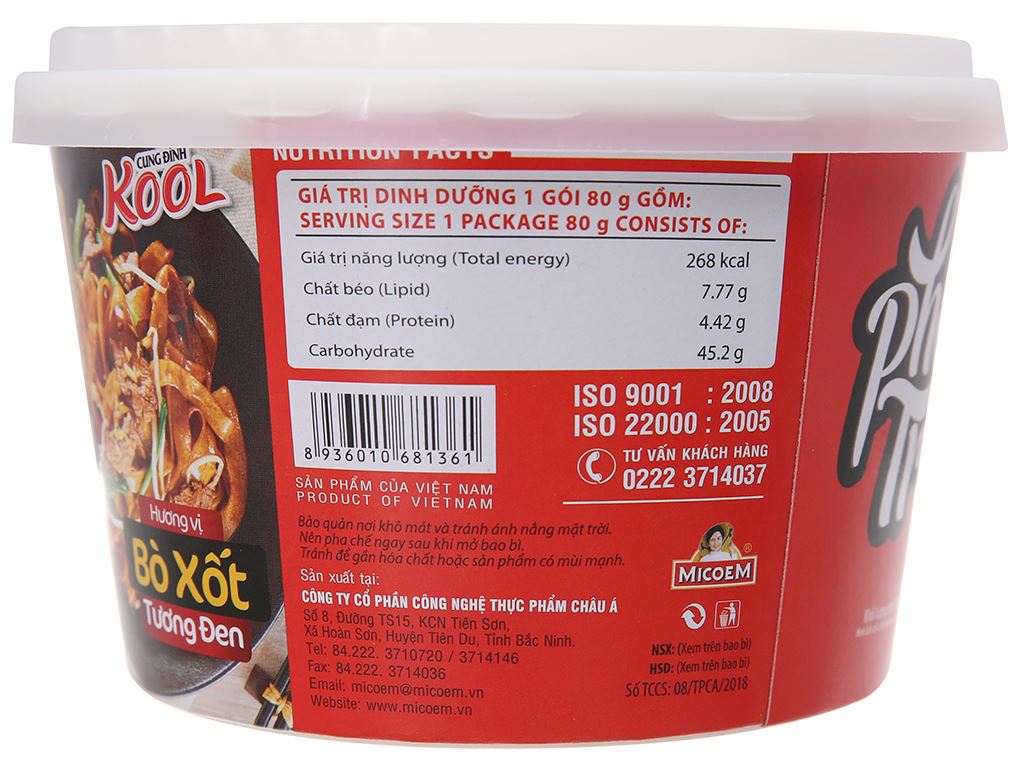 CUNG ĐÌNH
KOOL
Hương vị
Bò Xốt
Tương Đen
NUTRITION FACTS
GIÁ TRỊ DINH DƯỠNG 1 GÓI 80 g GỒM:
SERVING SIZE 1 PACKAGE 80 g CONSISTS OF:
Giá trị năng lượng (Total energy) 268 kcal
Chất béo (Lipid) 7.77 g
Chất đạm (Protein) 4.42 g
Carbohydrate 45.2 g
8 936010 681361
SẢN PHẨM CỦA VIỆT NAM
PRODUCT OF VIETNAM
ISO 9001 : 2008
ISO 22000 : 2005
TƯ VẤN KHÁCH HÀNG
0222 3714037
Bảo quản nơi khô mát và tránh ánh nắng mặt trời.
Nên pha chế ngay sau khi mở bao bì.
Tránh để gần hóa chất hoặc sản phẩm có mùi mạnh.
Sản xuất tại:
CÔNG TY CỔ PHẦN CÔNG NGHỆ THỰC PHẨM CHÂU Á
Số 8, Đường TS15, KCN Tiên Sơn,
Xã Hoàn Sơn, Huyện Tiên Du, Tỉnh Bắc Ninh.
Tel: 84.222. 3710720 / 3714146
Fax: 84.222. 3714036
Email: micoem@micoem.vn
Website: www.micoem.vn
MICOEM ®
NSX: (Xem trên bao bì)
HSD: (Xem trên bao bì)
Số TCCS: 08/TPCA/2018